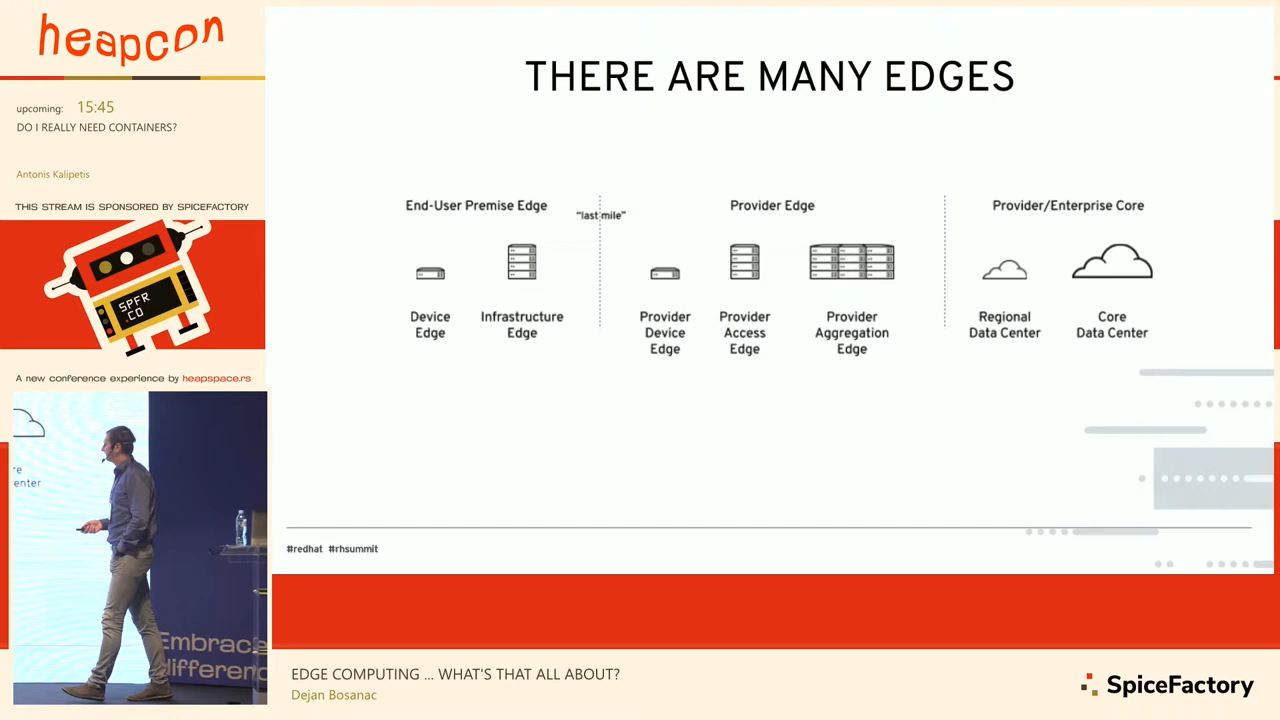 heapcon
upcoming: 15:45
DO I REALLY NEED CONTAINERS?
Antonis Kalipetis
THIS STREAM IS SPONSORED BY SPICEFACTORY
SPFR
.CO
A new conference experience by heapspace.rs
re
enter
Embrace
differenc
THERE ARE MANY EDGES
End-User Premise Edge
"last mile"
Provider Edge
Provider/Enterprise Core
Device
Edge
Infrastructure
Edge
Provider
Device
Edge
Provider
Access
Edge
Provider
Aggregation
Edge
Regional
Data Center
Core
Data Center
#redhat #rhsummit
EDGE COMPUTING ... WHAT'S THAT ALL ABOUT?
Dejan Bosanac
SpiceFactory